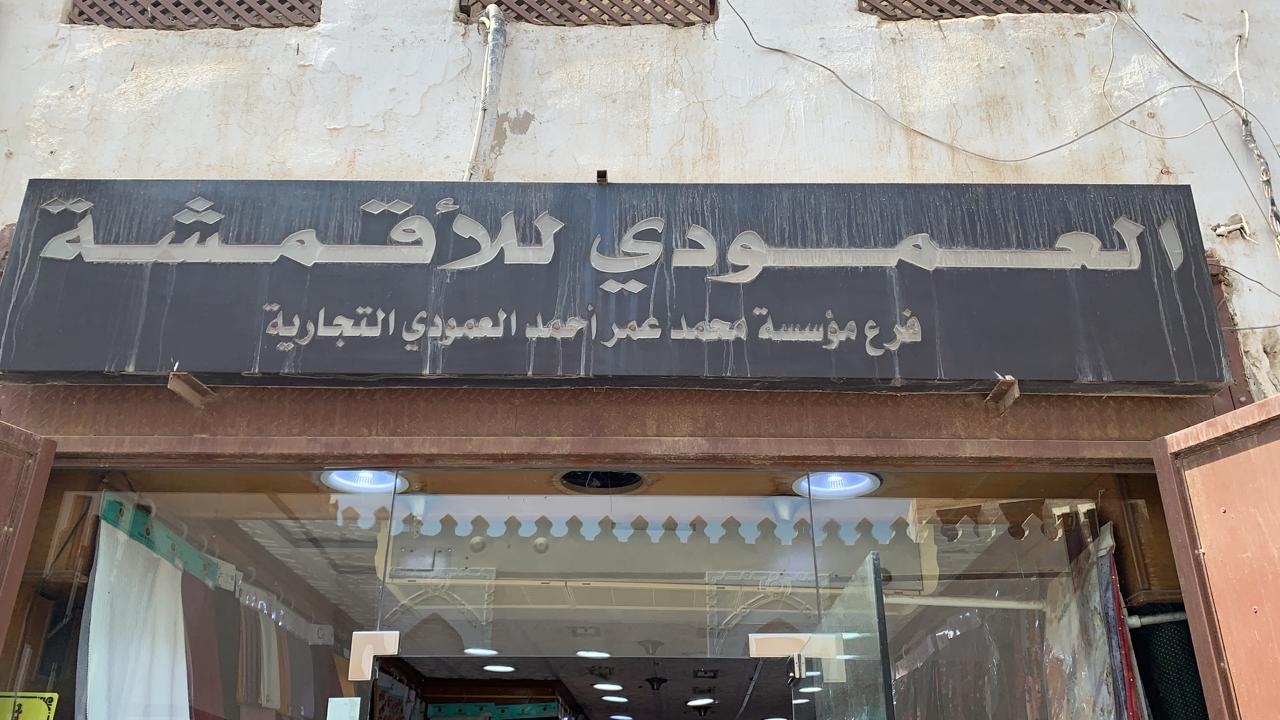 العمودي للأقمشة
فرع مؤسسة محمد عمر أحمد العمودي التجارية